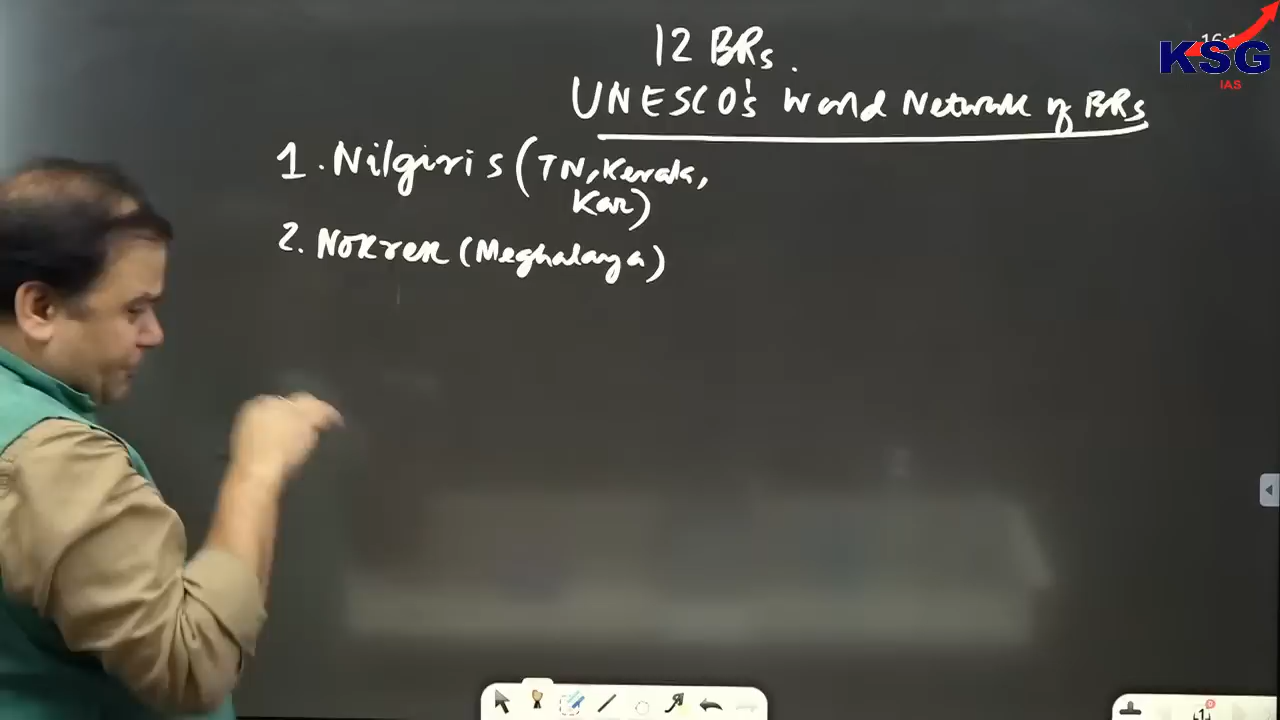 12 BRs.
UNESCO's World Network of BRs
1. Nilgiris (TN, Kerala,
Kar)
2. Nokrek (Meghalaya)
KSG
IAS